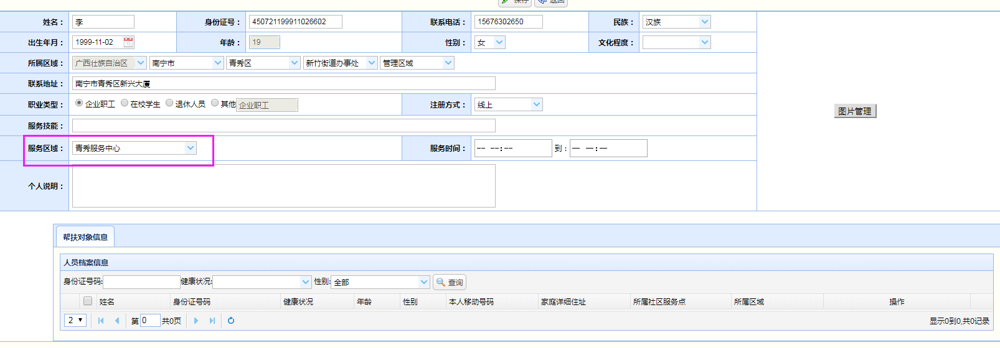 保存 返回
姓名： 李 身份证号： 450721199911026602 联系电话： 15676302650 民族： 汉族
出生年月： 1999-11-02 年龄： 19 性别： 女 文化程度：
所属区域： 广西壮族自治区 南宁市 青秀区 新竹街道办事处 管理区域
联系地址： 南宁市青秀区新兴大厦
职业类型： 企业职工 在校学生 退休人员 其他 企业职工 注册方式： 线上
图片管理
服务技能：
服务区域： 青秀服务中心 服务时间： -- --:-- 到： -- --:--
个人说明：
帮扶对象信息
人员档案信息
身份证号码: 健康状况: 性别: 全部 查询
姓名 身份证号码 健康状况 年龄 性别 本人移动号码 家庭详细住址 所属社区服务点 所属区域 操作
2 第 0 共0页 显示0到0,共0记录